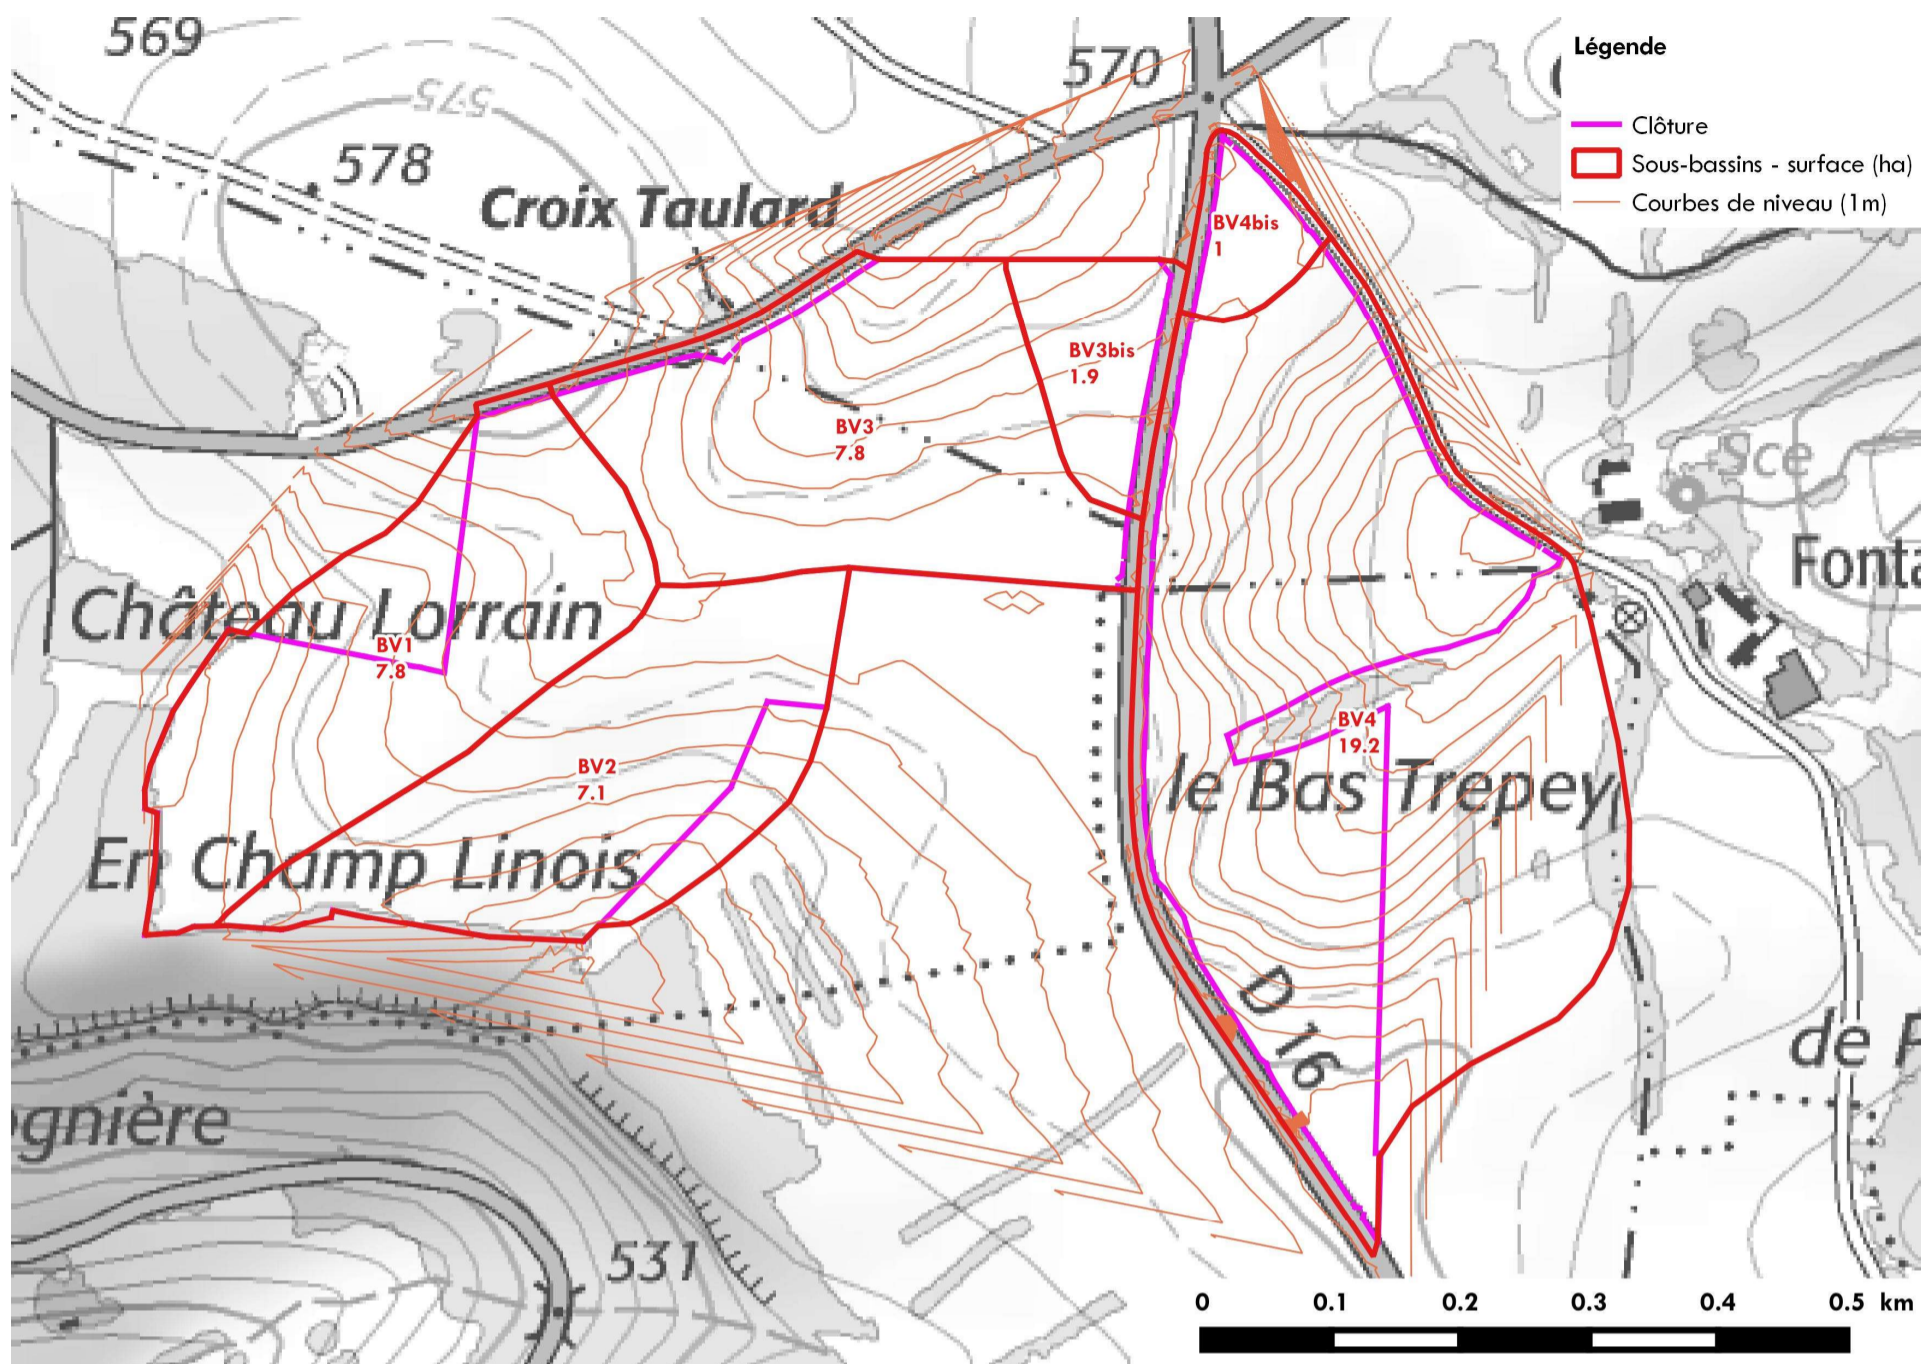 569
570
Légende
Clôture
Sous-bassins - surface (ha)
Courbes de niveau (1m)
575
578
Croix Taulard
BV4bis
1
BV3bis
1.9
BV3
7.8
Sce
Fonta
Château Lorrain
BV1
7.8
BV4
19.2
BV2
7.1
le Bas Trepey
En Champ Linois
D 16
de F
ognière
531
0 0.1 0.2 0.3 0.4 0.5 km